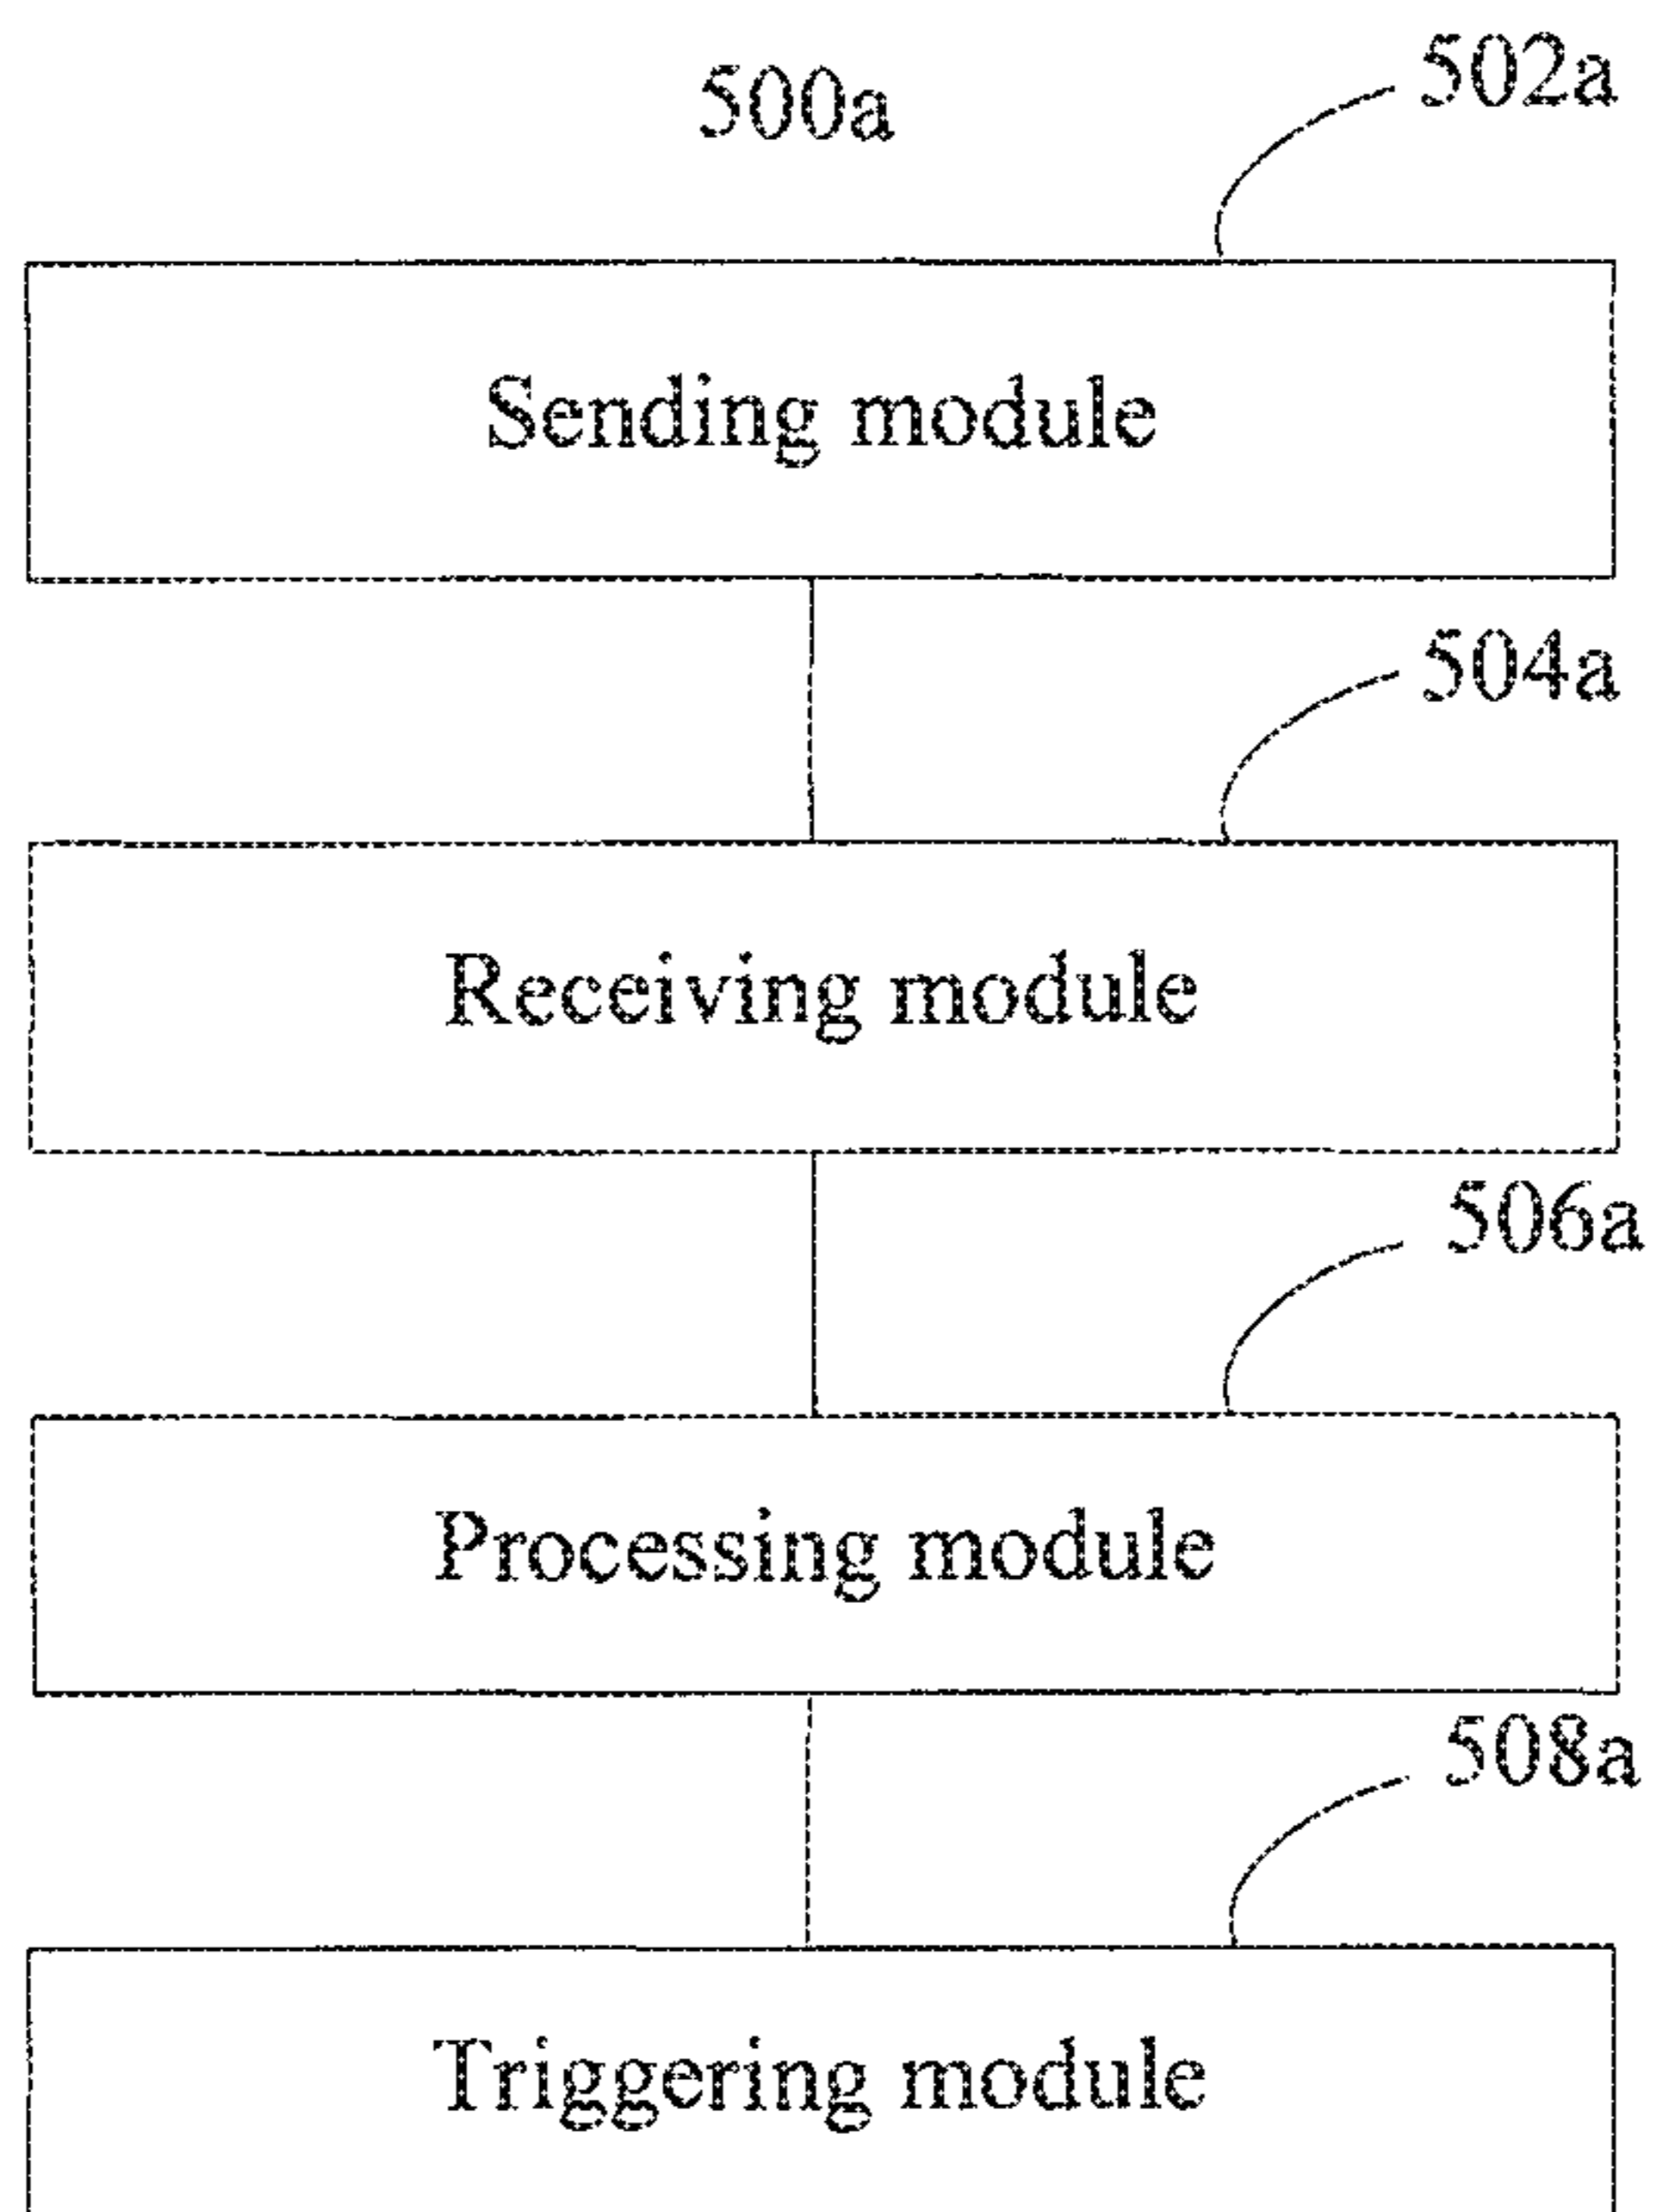 500a
502a
Sending module
504a
Receiving module
506a
Processing module
508a
Triggering module